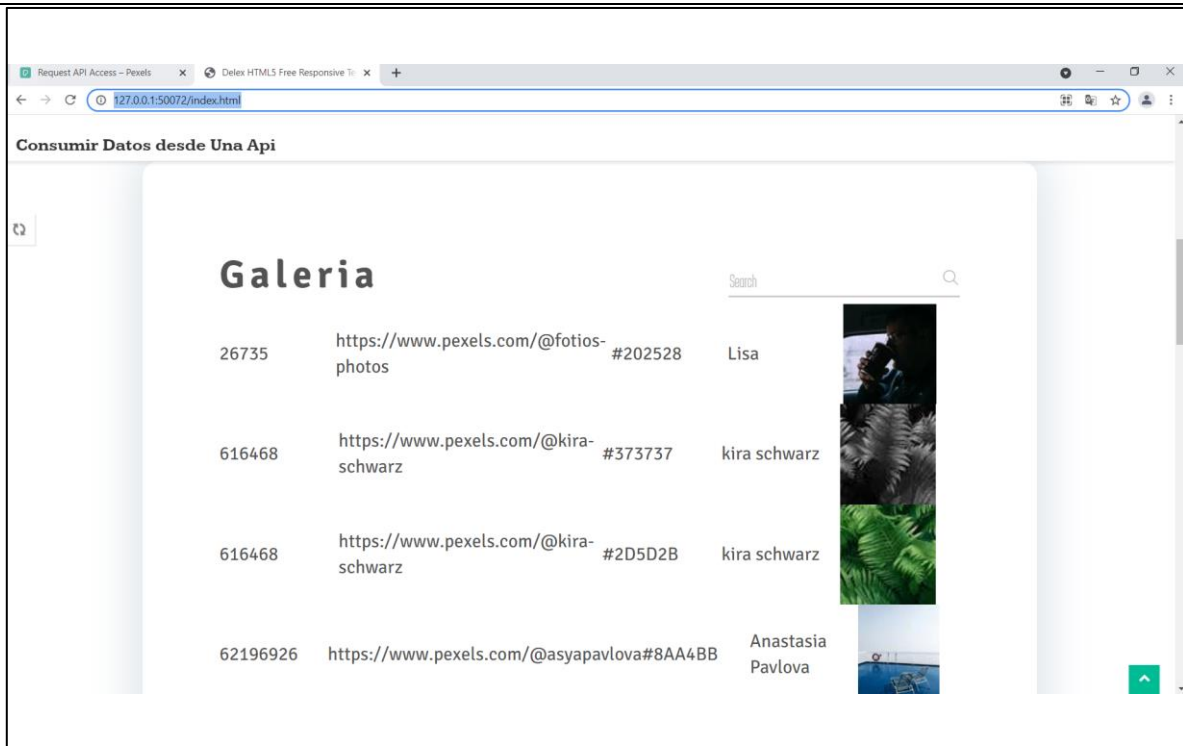 Request API Access – Pexels
Delex HTML5 Free Responsive Te
127.0.0.1:50072/index.html
Consumir Datos desde Una Api
Galeria
Search
26735
https://www.pexels.com/@fotios-
photos
#202528
Lisa
616468
https://www.pexels.com/@kira-
schwarz
#373737
kira schwarz
616468
https://www.pexels.com/@kira-
schwarz
#2D5D2B
kira schwarz
62196926
https://www.pexels.com/@asyapavlova#8AA4BB
Anastasia
Pavlova